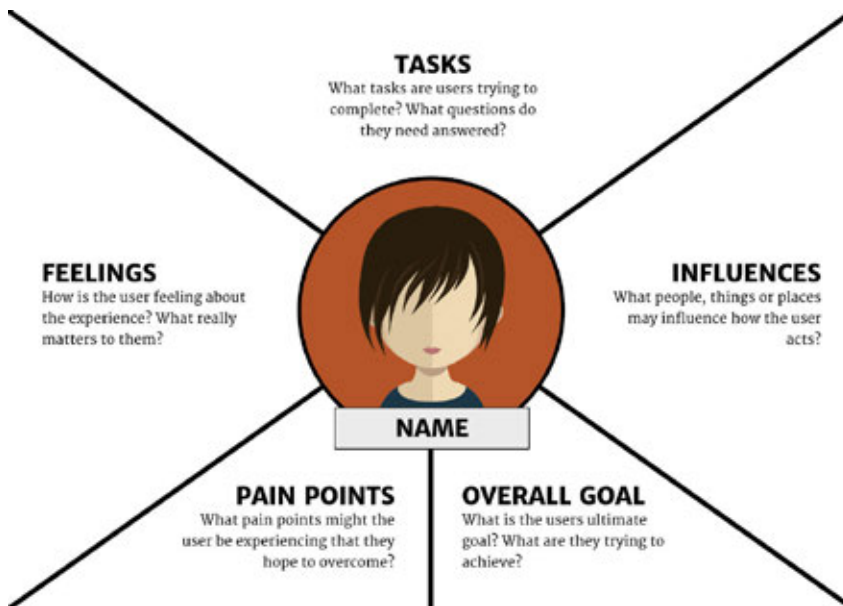 TASKS
What tasks are users trying to
complete? What questions do
they need answered?
FEELINGS
How is the user feeling about
the experience? What really
matters to them?
INFLUENCES
What people, things or places
may influence how the user
acts?
NAME
PAIN POINTS
What pain points might the
user be experiencing that they
hope to overcome?
OVERALL GOAL
What is the users ultimate
goal? What are they trying to
achieve?